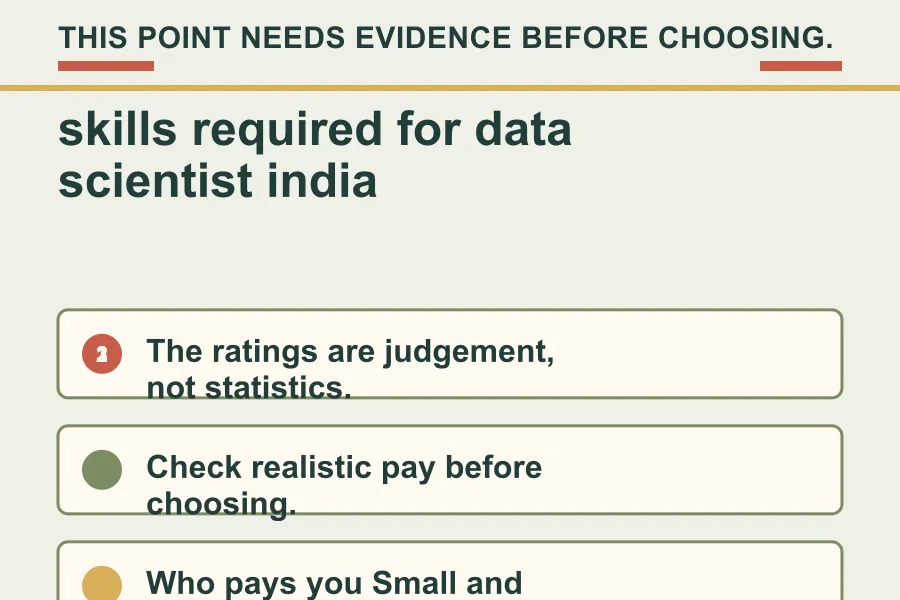 THIS POINT NEEDS EVIDENCE BEFORE CHOOSING.
skills required for data
scientist india
The ratings are judgement,
not statistics.
Check realistic pay before
choosing.
Who pays you Small and